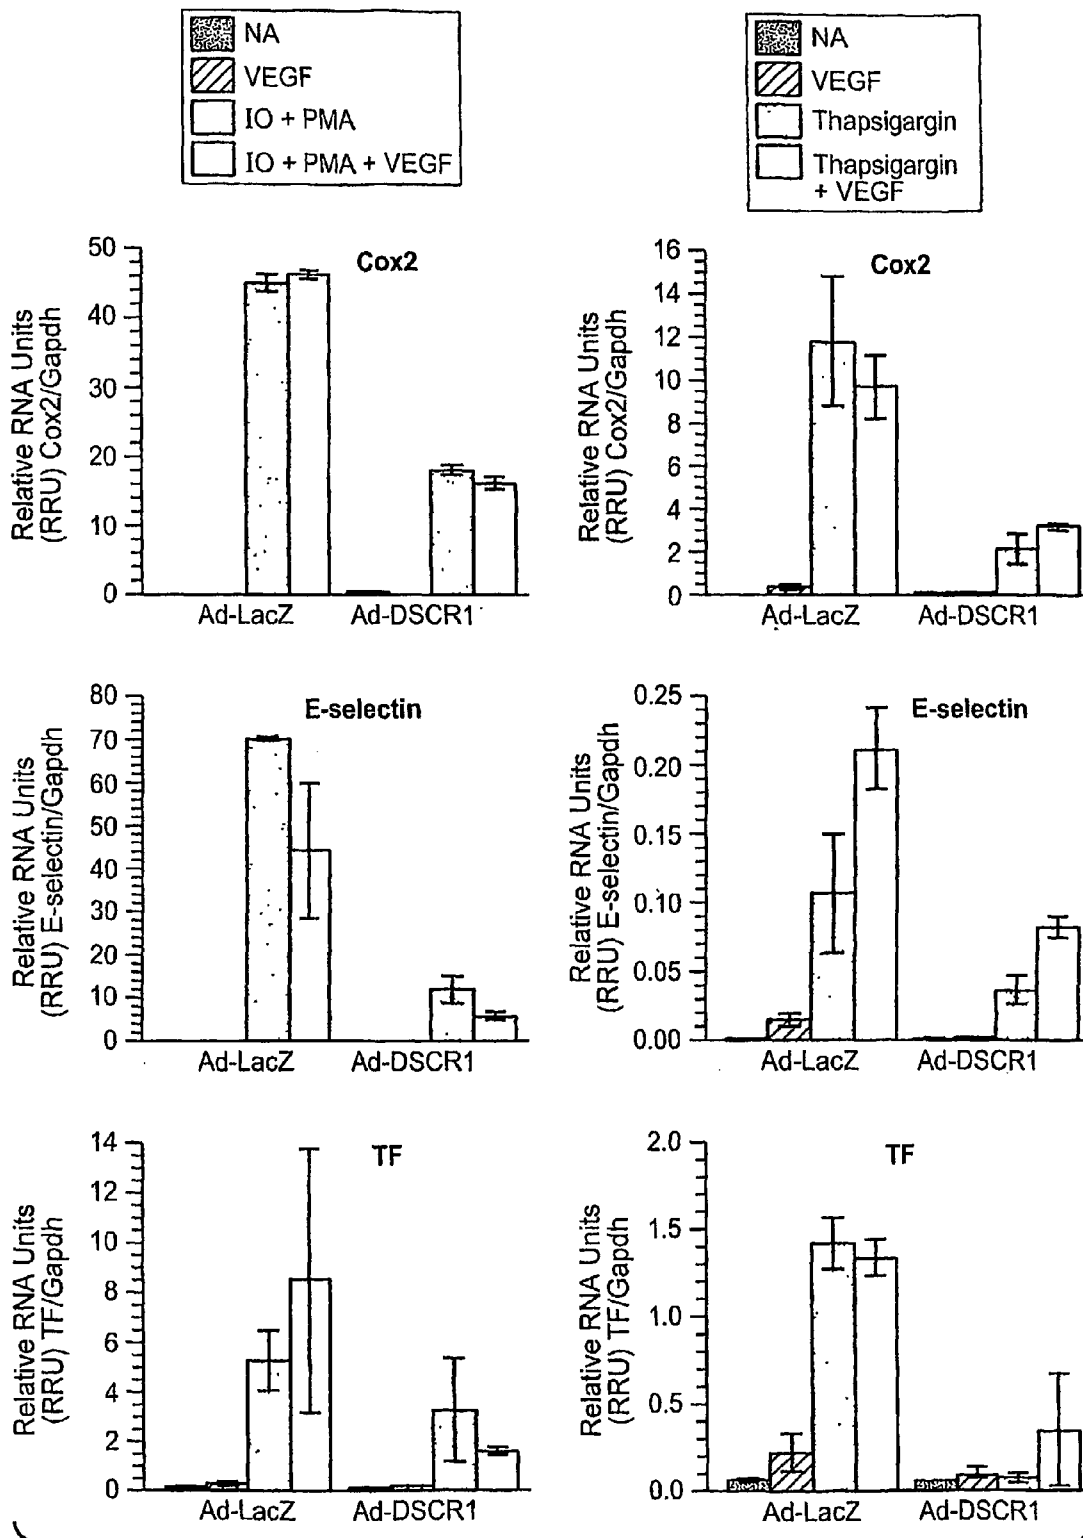 NA
VEGF
IO + PMA
IO + PMA + VEGF
NA
VEGF
Thapsigargin
Thapsigargin
+ VEGF
Cox2
Relative RNA Units
(RRU) Cox2/Gapdh
50
40
30
20
10
0
Ad-LacZ
Ad-DSCR1
Cox2
Relative RNA Units
(RRU) Cox2/Gapdh
16
14
12
10
8
6
4
2
0
Ad-LacZ
Ad-DSCR1
E-selectin
Relative RNA Units
(RRU) E-selectin/Gapdh
80
70
60
50
40
30
20
10
0
Ad-LacZ
Ad-DSCR1
E-selectin
Relative RNA Units
(RRU) E-selectin/Gapdh
0.25
0.20
0.15
0.10
0.05
0.00
Ad-LacZ
Ad-DSCR1
TF
Relative RNA Units
(RRU) TF/Gapdh
14
12
10
8
6
4
2
0
Ad-LacZ
Ad-DSCR1
TF
Relative RNA Units
(RRU) TF/Gapdh
2.0
1.5
1.0
0.5
0.0
Ad-LacZ
Ad-DSCR1